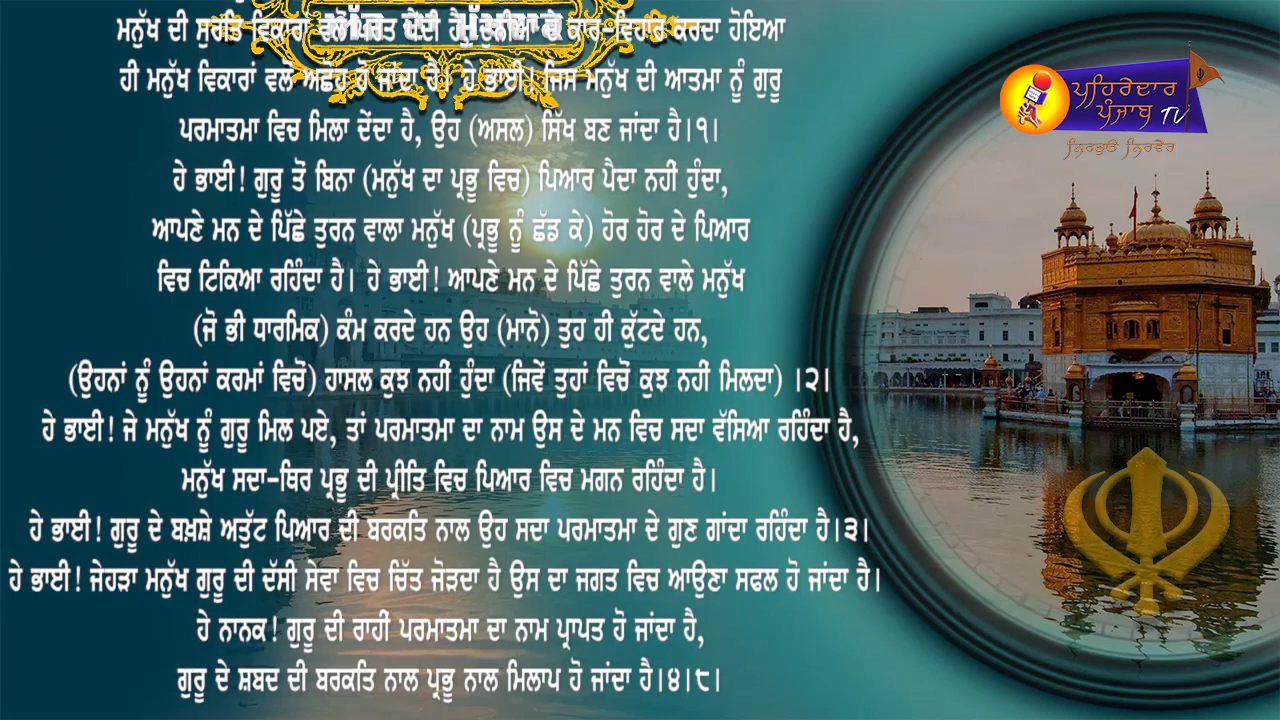 ਮਨੁੱਖ ਦੀ ਸੁਰਤਿ ਵਿਕਾਰਾਂ ਵਲੋਂ ਪਰਤ ਪੈਂਦੀ ਹੈ, ਦੁਨੀਆ ਦੇ ਕਾਰ-ਵਿਹਾਰ ਕਰਦਾ ਹੋਇਆ
ਹੀ ਮਨੁੱਖ ਵਿਕਾਰਾਂ ਵਲੋਂ ਅਛੋਹ ਹੋ ਜਾਂਦਾ ਹੈ। ਹੇ ਭਾਈ! ਜਿਸ ਮਨੁੱਖ ਦੀ ਆਤਮਾ ਨੂੰ ਗੁਰੂ
ਪਰਮਾਤਮਾ ਵਿਚ ਮਿਲਾ ਦੇਂਦਾ ਹੈ, ਉਹ (ਅਸਲ) ਸਿੱਖ ਬਣ ਜਾਂਦਾ ਹੈ।੧।
ਹੇ ਭਾਈ! ਗੁਰੂ ਤੋਂ ਬਿਨਾ (ਮਨੁੱਖ ਦਾ ਪ੍ਰਭੂ ਵਿਚ) ਪਿਆਰ ਪੈਦਾ ਨਹੀਂ ਹੁੰਦਾ,
ਆਪਣੇ ਮਨ ਦੇ ਪਿੱਛੇ ਤੁਰਨ ਵਾਲਾ ਮਨੁੱਖ (ਪ੍ਰਭੂ ਨੂੰ ਛੱਡ ਕੇ) ਹੋਰ ਹੋਰ ਦੇ ਪਿਆਰ
ਵਿਚ ਟਿਕਿਆ ਰਹਿੰਦਾ ਹੈ। ਹੇ ਭਾਈ! ਆਪਣੇ ਮਨ ਦੇ ਪਿੱਛੇ ਤੁਰਨ ਵਾਲੇ ਮਨੁੱਖ
(ਜੋ ਭੀ ਧਾਰਮਿਕ) ਕੰਮ ਕਰਦੇ ਹਨ ਉਹ (ਮਾਨੋ) ਤੁਹ ਹੀ ਕੁੱਟਦੇ ਹਨ,
(ਉਹਨਾਂ ਨੂੰ ਉਹਨਾਂ ਕਰਮਾਂ ਵਿਚੋਂ) ਹਾਸਲ ਕੁਝ ਨਹੀਂ ਹੁੰਦਾ (ਜਿਵੇਂ ਤੁਹਾਂ ਵਿਚੋਂ ਕੁਝ ਨਹੀਂ ਮਿਲਦਾ) ।੨।
ਹੇ ਭਾਈ! ਜੇ ਮਨੁੱਖ ਨੂੰ ਗੁਰੂ ਮਿਲ ਪਏ, ਤਾਂ ਪਰਮਾਤਮਾ ਦਾ ਨਾਮ ਉਸ ਦੇ ਮਨ ਵਿਚ ਸਦਾ ਵੱਸਿਆ ਰਹਿੰਦਾ ਹੈ,
ਮਨੁੱਖ ਸਦਾ-ਥਿਰ ਪ੍ਰਭੂ ਦੀ ਪ੍ਰੀਤਿ ਵਿਚ ਪਿਆਰ ਵਿਚ ਮਗਨ ਰਹਿੰਦਾ ਹੈ।
ਹੇ ਭਾਈ! ਗੁਰੂ ਦੇ ਬਖ਼ਸ਼ੇ ਅਤੁੱਟ ਪਿਆਰ ਦੀ ਬਰਕਤਿ ਨਾਲ ਉਹ ਸਦਾ ਪਰਮਾਤਮਾ ਦੇ ਗੁਣ ਗਾਂਦਾ ਰਹਿੰਦਾ ਹੈ।੩।
ਹੇ ਭਾਈ! ਜੇਹੜਾ ਮਨੁੱਖ ਗੁਰੂ ਦੀ ਦੱਸੀ ਸੇਵਾ ਵਿਚ ਚਿੱਤ ਜੋੜਦਾ ਹੈ ਉਸ ਦਾ ਜਗਤ ਵਿਚ ਆਉਣਾ ਸਫਲ ਹੋ ਜਾਂਦਾ ਹੈ।
ਹੇ ਨਾਨਕ! ਗੁਰੂ ਦੀ ਰਾਹੀਂ ਪਰਮਾਤਮਾ ਦਾ ਨਾਮ ਪ੍ਰਾਪਤ ਹੋ ਜਾਂਦਾ ਹੈ,
ਗੁਰੂ ਦੇ ਸ਼ਬਦ ਦੀ ਬਰਕਤਿ ਨਾਲ ਪ੍ਰਭੂ ਨਾਲ ਮਿਲਾਪ ਹੋ ਜਾਂਦਾ ਹੈ।੪।੮।
ਪਹਿਰੇਦਾਰ
ਪੰਜਾਬ TV
ਨਿਰਭਉ ਨਿਰਵੈਰ